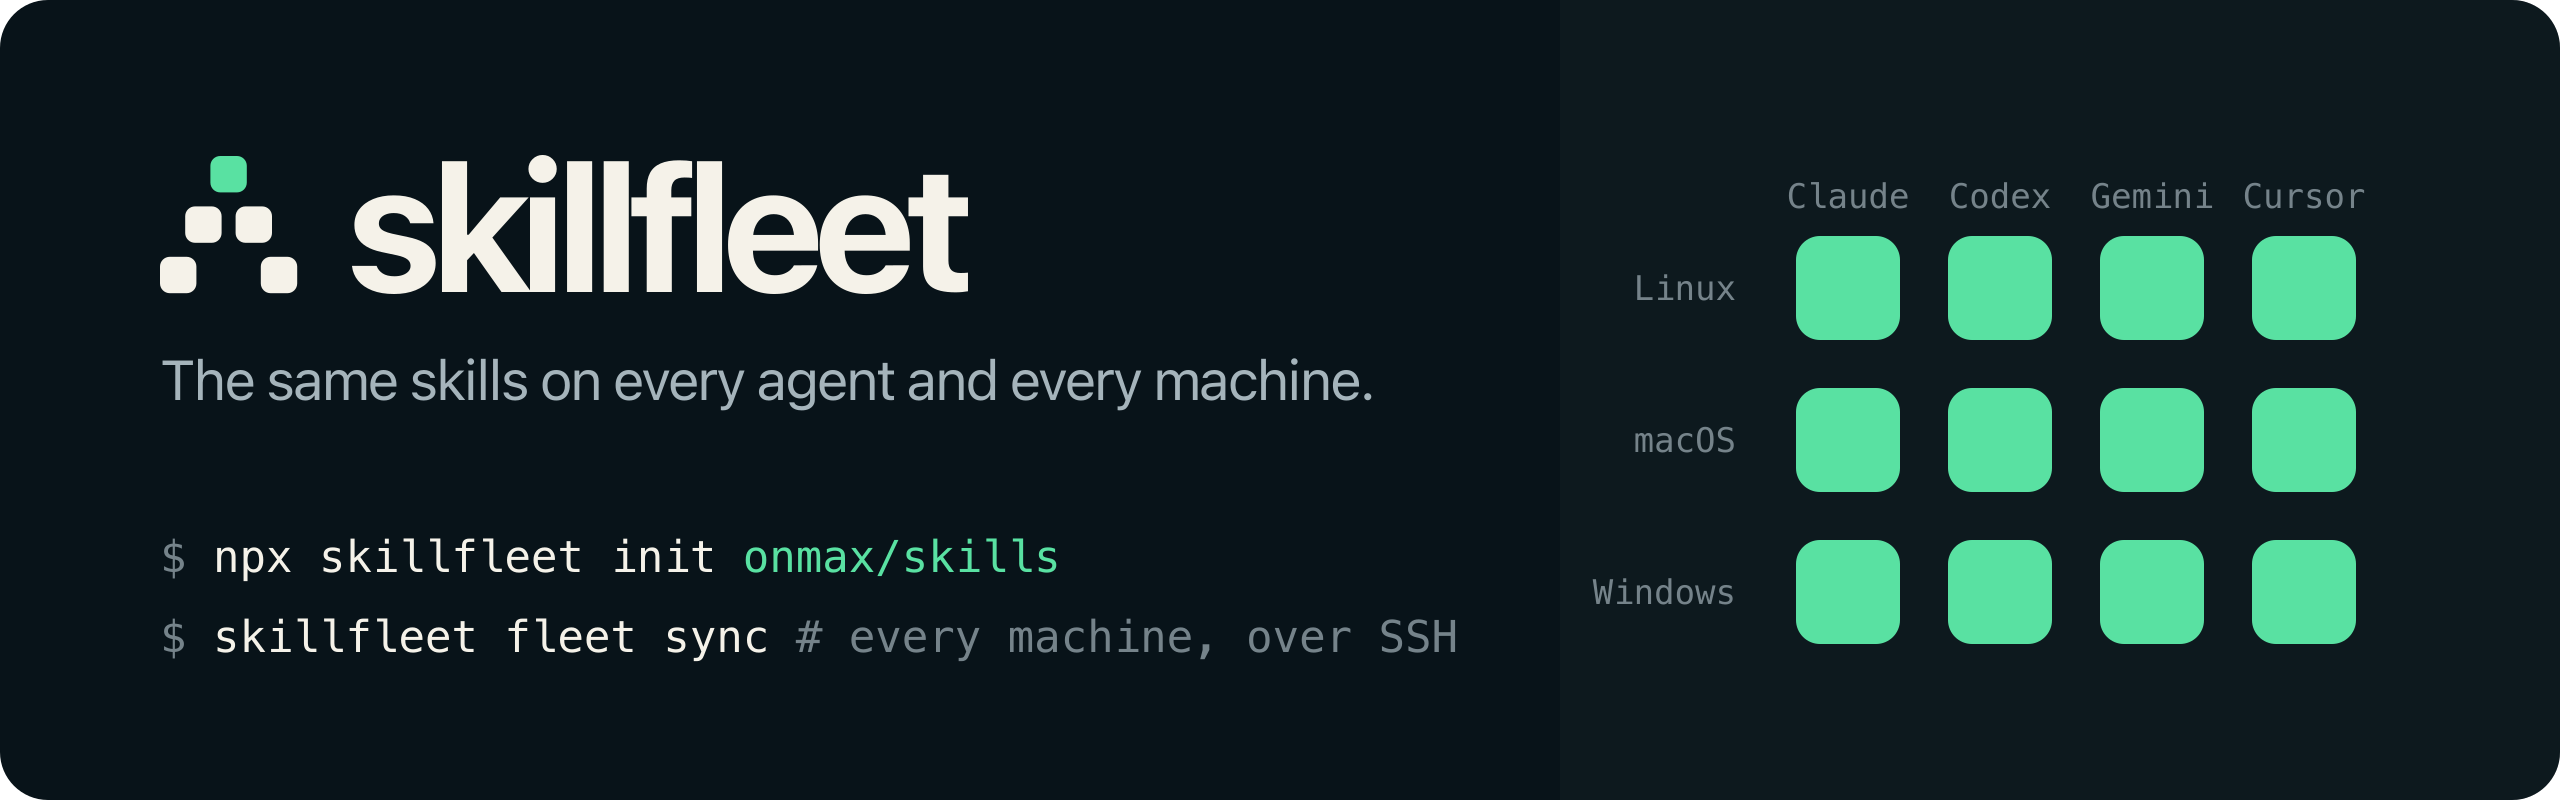 skillfleet
The same skills on every agent and every machine.
$ npx skillfleet init onmax/skills
$ skillfleet fleet sync # every machine, over SSH
Claude Codex Gemini Cursor
Linux
macOS
Windows